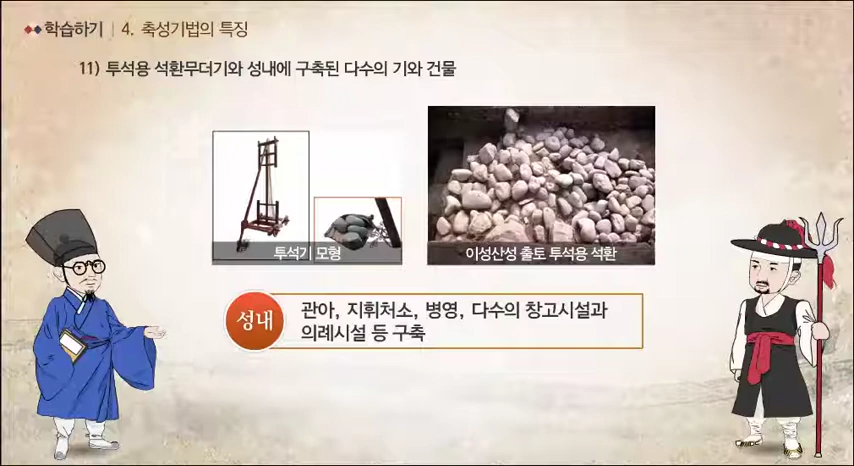 학습하기 | 4. 축성기법의 특징
11) 투석용 석환무더기와 성내에 구축된 다수의 기와 건물
투석기 모형
이성산성 출토 투석용 석환
성내
관아, 지휘처소, 병영, 다수의 창고시설과
의례시설 등 구축